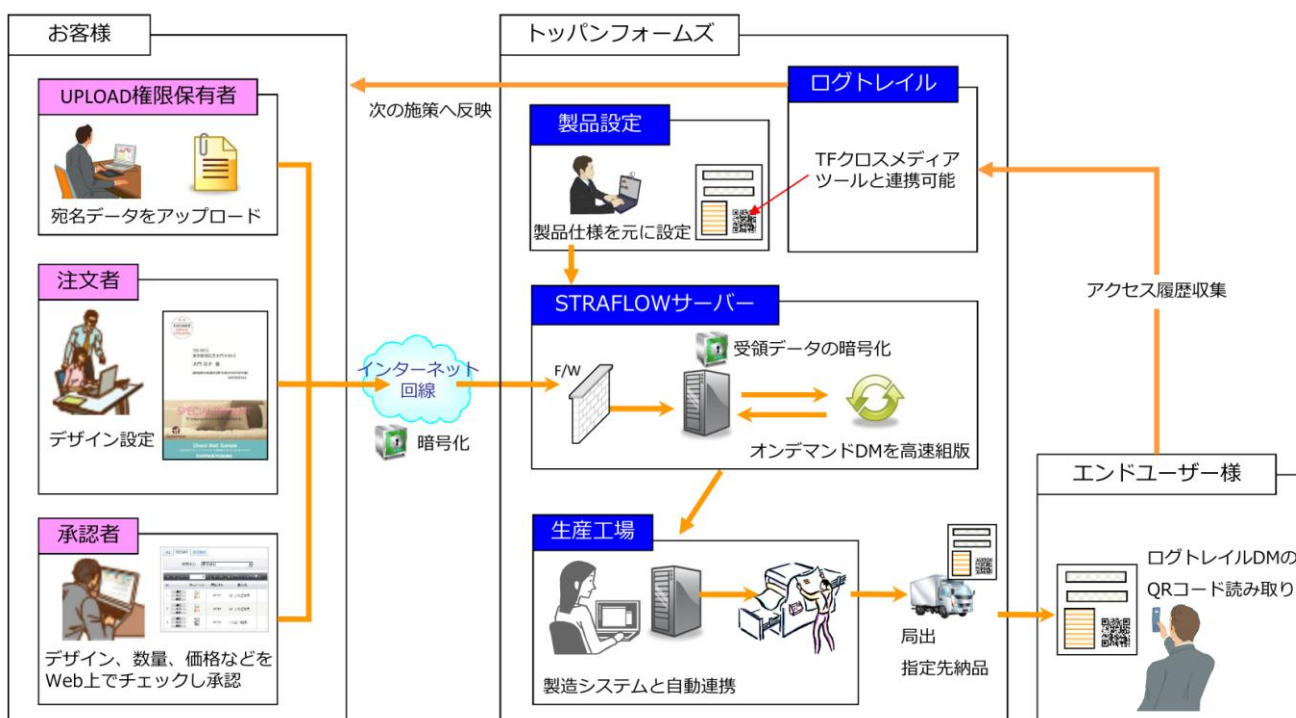 お客様
UPLOAD権限保有者
宛名データをアップロード
注文者
SPECIAL PRESENT
デザイン設定
承認者
デザイン、数量、価格などを
Web上でチェックし承認
インターネット
回線
暗号化
次の施策へ反映
トッパンフォームズ
ログトレイル
TFクロスメディア
ツールと連携可能
製品設定
製品仕様を元に設定
STRAFLOWサーバー
F/W
受領データの暗号化
オンデマンドDMを高速組版
生産工場
製造システムと自動連携
局出
指定先納品
アクセス履歴収集
エンドユーザー様
ログトレイルDMの
QRコード読み取り